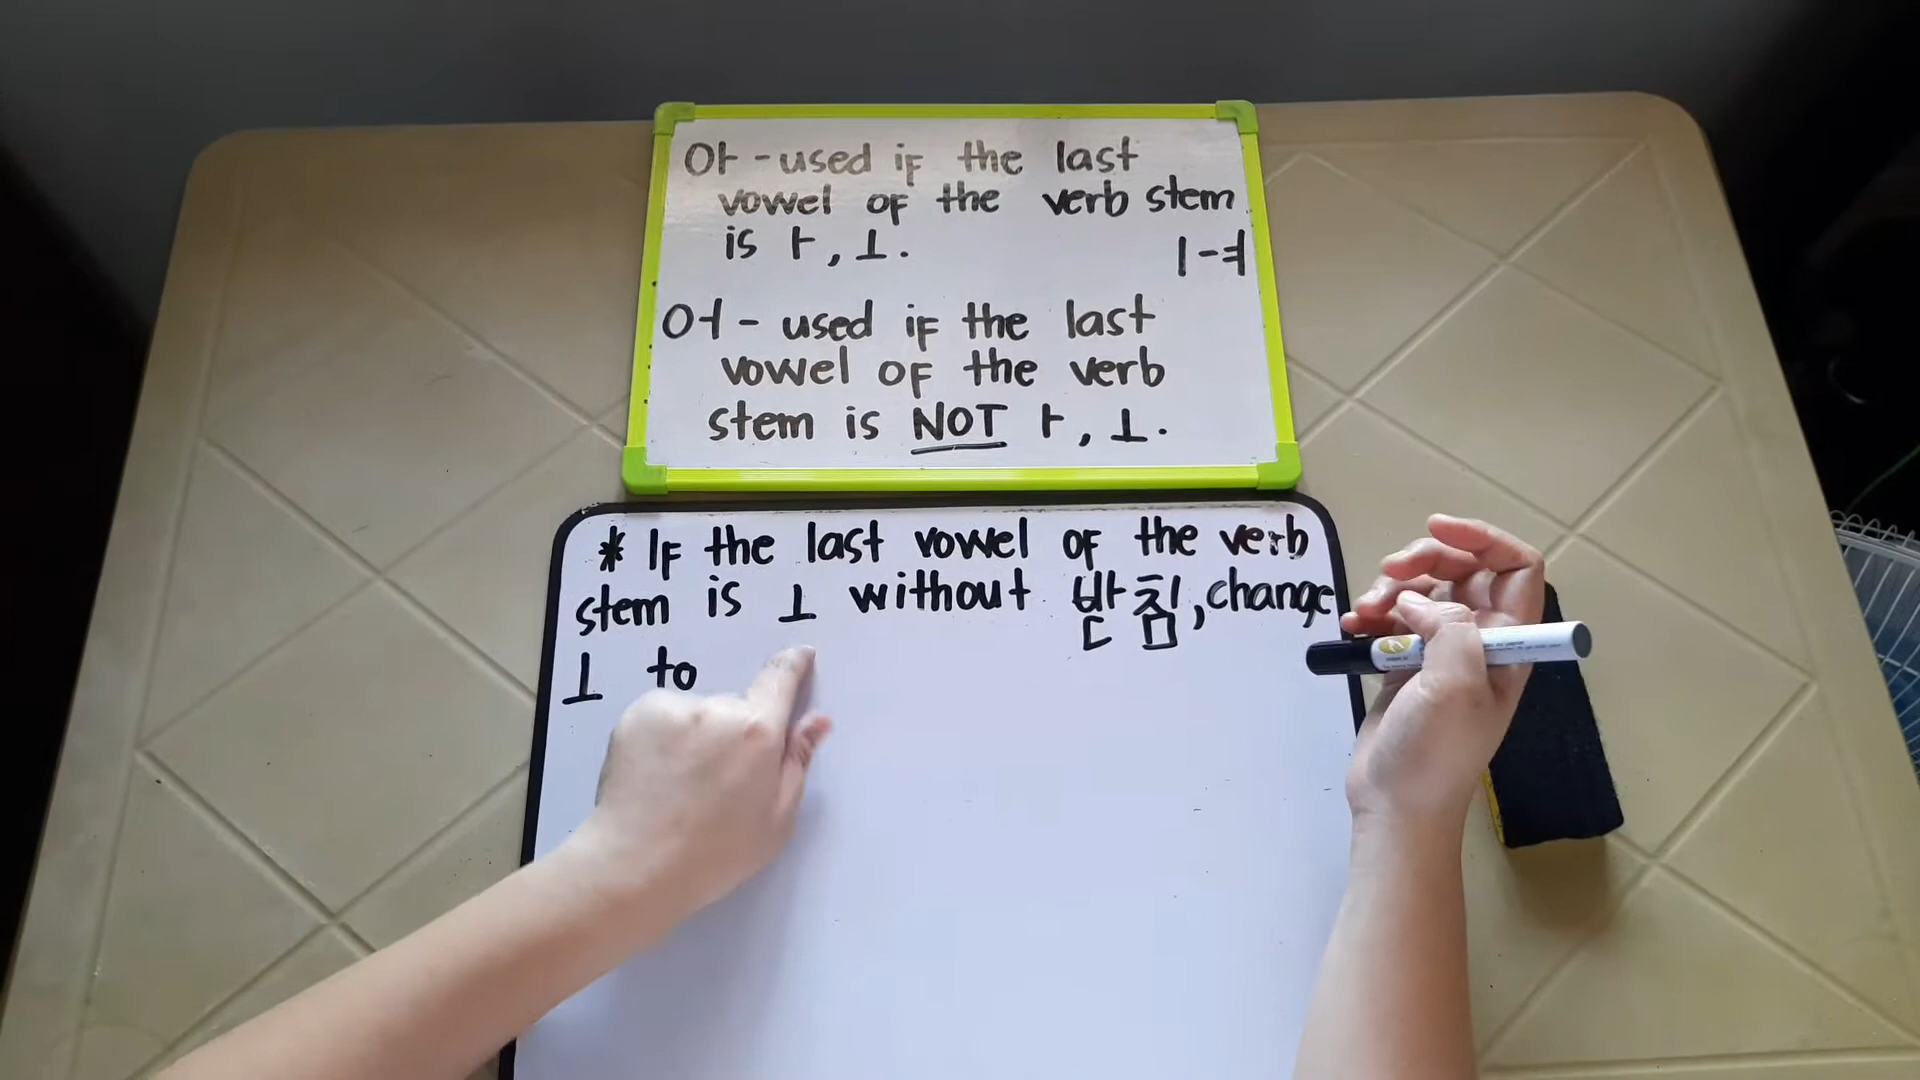 아 - used if the last
vowel of the verb stem
is ㅏ, ㅗ.
ㅣ-ㅕ
어 - used if the last
vowel of the verb
stem is NOT ㅏ, ㅗ.
* If the last vowel of the verb
stem is ㅗ without 받침, change
ㅗ to